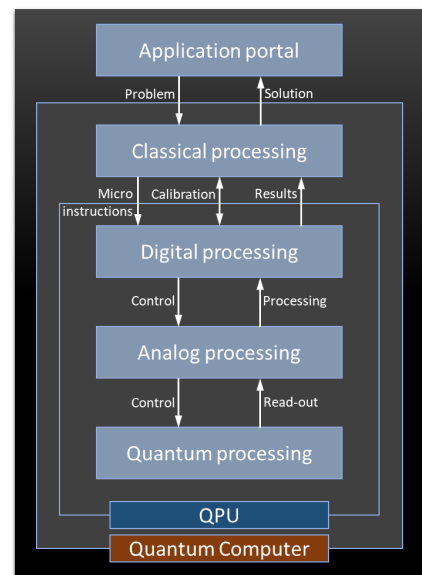 Application portal
Problem
Solution
Classical processing
Micro
instructions
Calibration
Results
Digital processing
Control
Processing
Analog processing
Control
Read-out
Quantum processing
QPU
Quantum Computer